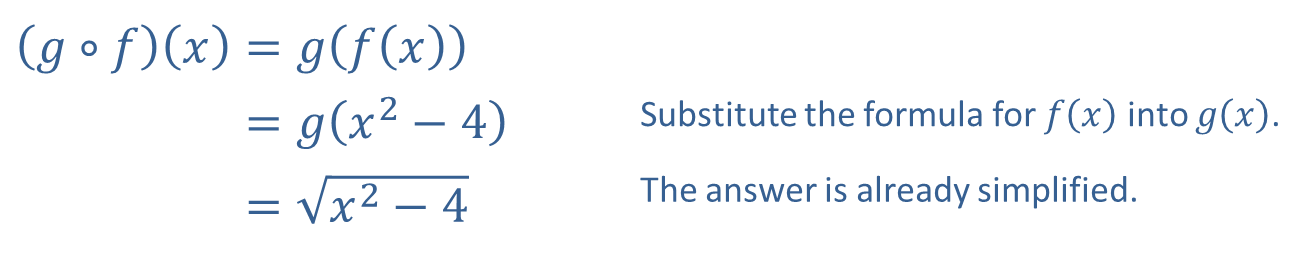 (g ∘ f)(x) = g(f(x))
= g(x² − 4) Substitute the formula for f(x) into g(x).
= √(x² − 4) The answer is already simplified.